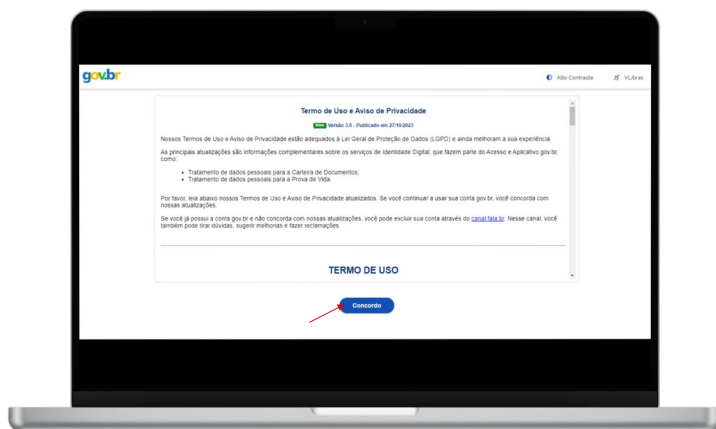 gov.br
Alto Contraste
VLibras
Termo de Uso e Aviso de Privacidade
Versão 3.0 - Publicado em 27/10/2023
Nossos Termos de Uso e Aviso de Privacidade estão adequados à Lei Geral de Proteção de Dados (LGPD) e ainda melhoram a sua experiência.
As principais atualizações são informações complementares sobre os serviços de Identidade Digital, que fazem parte do Acesso e Aplicativo gov.br,
como:
Tratamento de dados pessoais para a Carteira de Documentos;
Tratamento de dados pessoais para a Prova de Vida.
Por favor, leia abaixo nossos Termos de Uso e Aviso de Privacidade atualizados. Se você continuar a usar sua conta gov.br, você concorda com
nossas atualizações.
Se você já possui a conta gov.br e não concorda com nossas atualizações, você pode excluir sua conta através do canal fala.br. Nesse canal, você
também pode tirar dúvidas, sugerir melhorias e fazer reclamações.
TERMO DE USO
Concordo